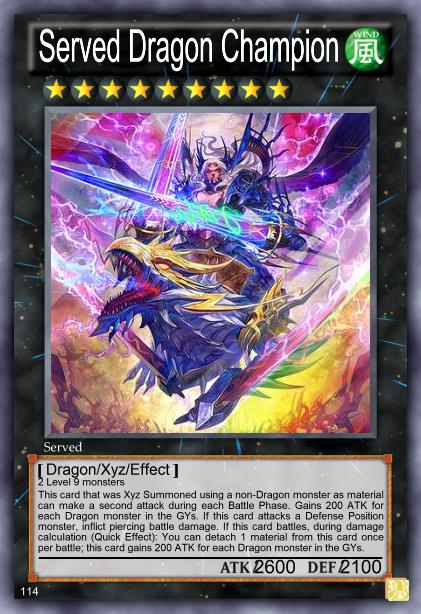 Served Dragon Champion
WIND
風
Served
[ Dragon/Xyz/Effect ]
2 Level 9 monsters
This card that was Xyz Summoned using a non-Dragon monster as material
can make a second attack during each Battle Phase. Gains 200 ATK for
each Dragon monster in the GYs. If this card attacks a Defense Position
monster, inflict piercing battle damage. If this card battles, during damage
calculation (Quick Effect): You can detach 1 material from this card once
per battle; this card gains 200 ATK for each Dragon monster in the GYs.
ATK/2600 DEF/2100
114